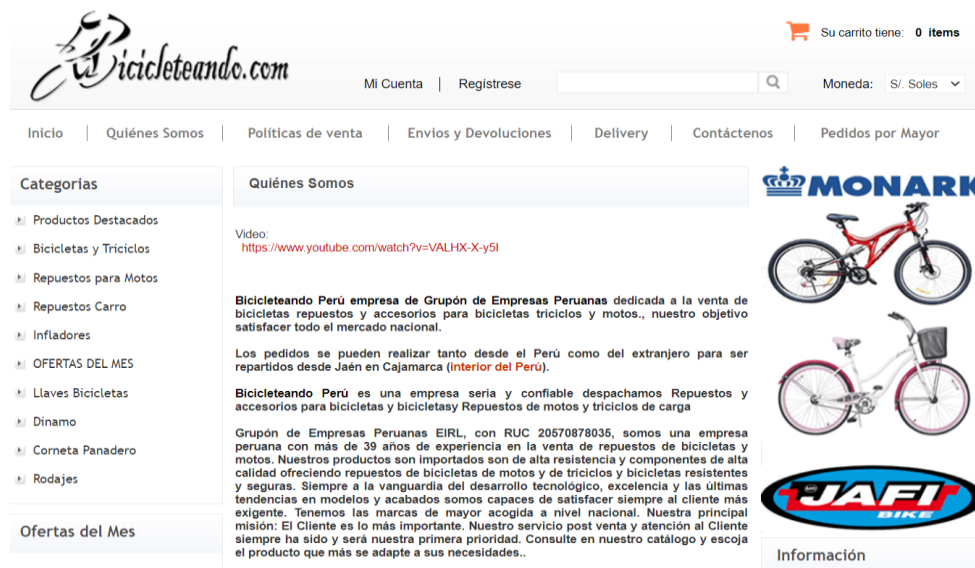 Bicicleteando.com
Su carrito tiene: 0 items
Mi Cuenta | Regístrese
Moneda: S/. Soles
Inicio | Quiénes Somos | Políticas de venta | Envios y Devoluciones | Delivery | Contáctenos | Pedidos por Mayor
Categorias
Productos Destacados
Bicicletas y Triciclos
Repuestos para Motos
Repuestos Carro
Infladores
OFERTAS DEL MES
Llaves Bicicletas
Dinamo
Corneta Panadero
Rodajes
Ofertas del Mes
Quiénes Somos
Video:
https://www.youtube.com/watch?v=VALHX-X-y5I
Bicicleteando Perú empresa de Grupón de Empresas Peruanas dedicada a la venta de
bicicletas repuestos y accesorios para bicicletas triciclos y motos., nuestro objetivo
satisfacer todo el mercado nacional.
Los pedidos se pueden realizar tanto desde el Perú como del extranjero para ser
repartidos desde Jaén en Cajamarca (interior del Perú).
Bicicleteando Perú es una empresa seria y confiable despachamos Repuestos y
accesorios para bicicletas y bicicletasy Repuestos de motos y triciclos de carga
Grupón de Empresas Peruanas EIRL, con RUC 20570878035, somos una empresa
peruana con más de 39 años de experiencia en la venta de repuestos de bicicletas y
motos. Nuestros productos son importados son de alta resistencia y componentes de alta
calidad ofreciendo repuestos de bicicletas de motos y de triciclos y bicicletas resistentes
y seguras. Siempre a la vanguardia del desarrollo tecnológico, excelencia y las últimas
tendencias en modelos y acabados somos capaces de satisfacer siempre al cliente más
exigente. Tenemos las marcas de mayor acogida a nivel nacional. Nuestra principal
misión: El Cliente es lo más importante. Nuestro servicio post venta y atención al Cliente
siempre ha sido y será nuestra primera prioridad. Consulte en nuestro catálogo y escoja
el producto que más se adapte a sus necesidades..
MONARK
JAFI
BIKE
Información